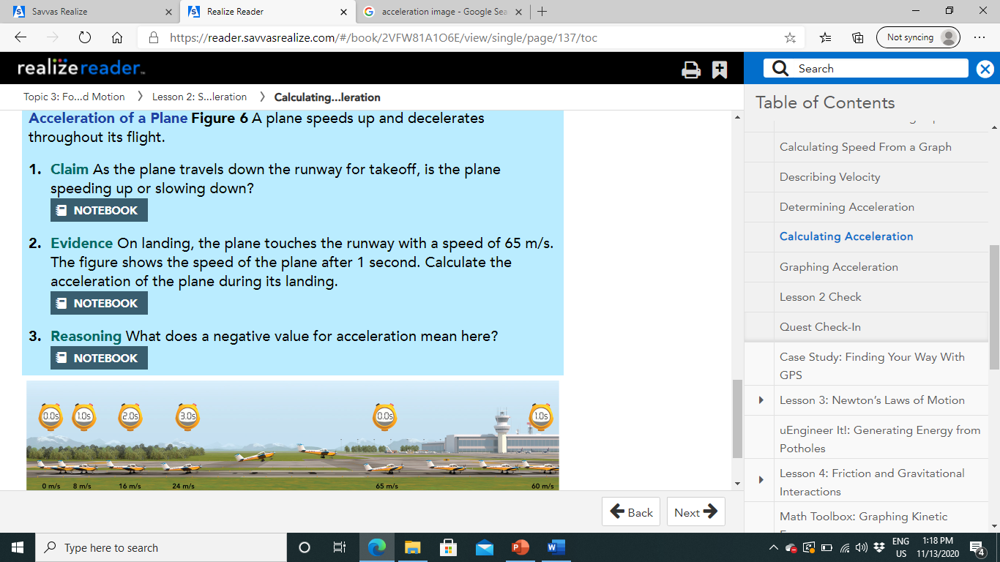 Savvas Realize
Realize Reader
acceleration image - Google Sea
https://reader.savvasrealize.com/#/book/2VFW81A1O6E/view/single/page/137/toc
Not syncing
realize reader™
Search
Topic 3: Fo...d Motion
Lesson 2: S...leration
Calculating...leration
Acceleration of a Plane Figure 6 A plane speeds up and decelerates
throughout its flight.
1. Claim As the plane travels down the runway for takeoff, is the plane
speeding up or slowing down?
NOTEBOOK
2. Evidence On landing, the plane touches the runway with a speed of 65 m/s.
The figure shows the speed of the plane after 1 second. Calculate the
acceleration of the plane during its landing.
NOTEBOOK
3. Reasoning What does a negative value for acceleration mean here?
NOTEBOOK
0.0s 1.0s 2.0s 3.0s 0.0s 1.0s
0 m/s 8 m/s 16 m/s 24 m/s 65 m/s 60 m/s
Back
Next
Table of Contents
Calculating Speed From a Graph
Describing Velocity
Determining Acceleration
Calculating Acceleration
Graphing Acceleration
Lesson 2 Check
Quest Check-In
Case Study: Finding Your Way With
GPS
Lesson 3: Newton's Laws of Motion
uEngineer It!: Generating Energy from
Potholes
Lesson 4: Friction and Gravitational
Interactions
Math Toolbox: Graphing Kinetic
Type here to search
ENG
US
1:18 PM
11/13/2020
4